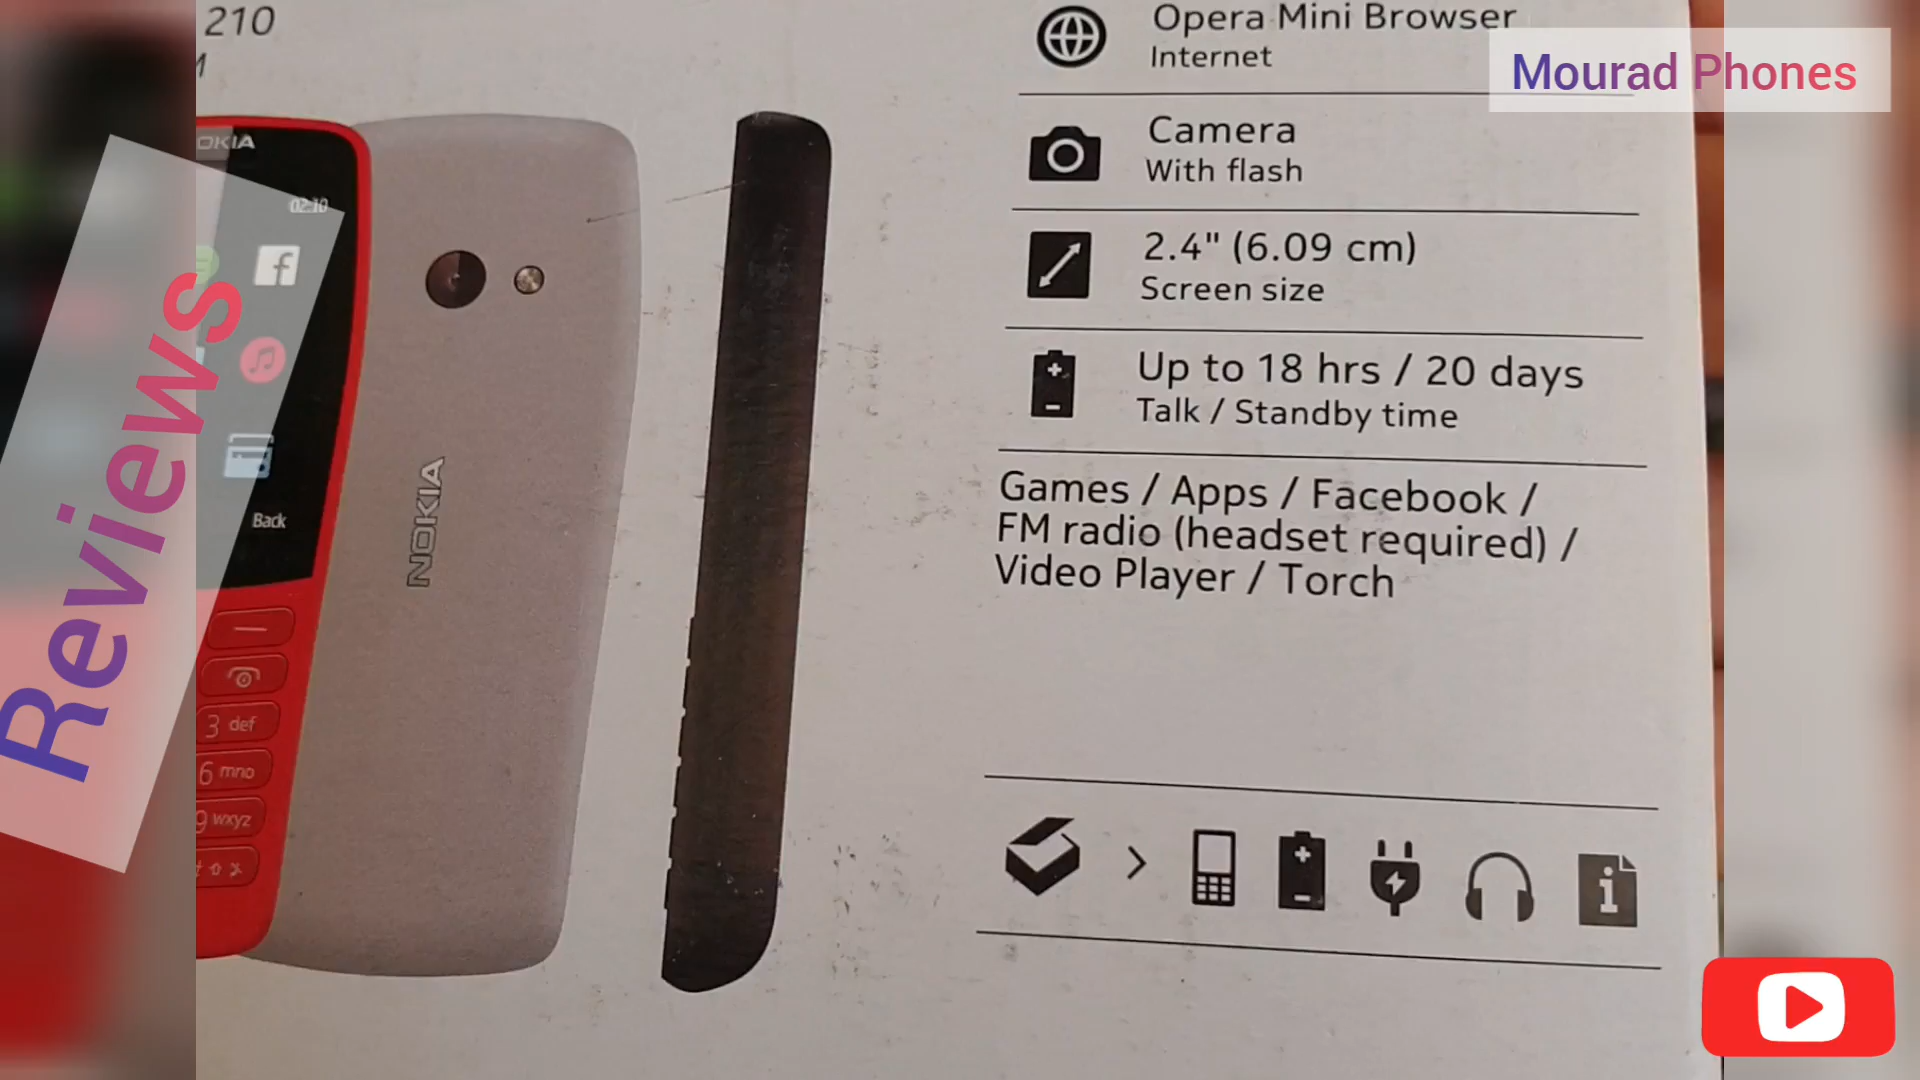 210
Opera Mini Browser
Internet
Mourad Phones
Camera
With flash
2.4" (6.09 cm)
Screen size
Up to 18 hrs / 20 days
Talk / Standby time
Games / Apps / Facebook /
FM radio (headset required) /
Video Player / Torch
Reviews
OKIA
02:10
f
Back
NOKIA
3 def
6 mno
9 wxyz